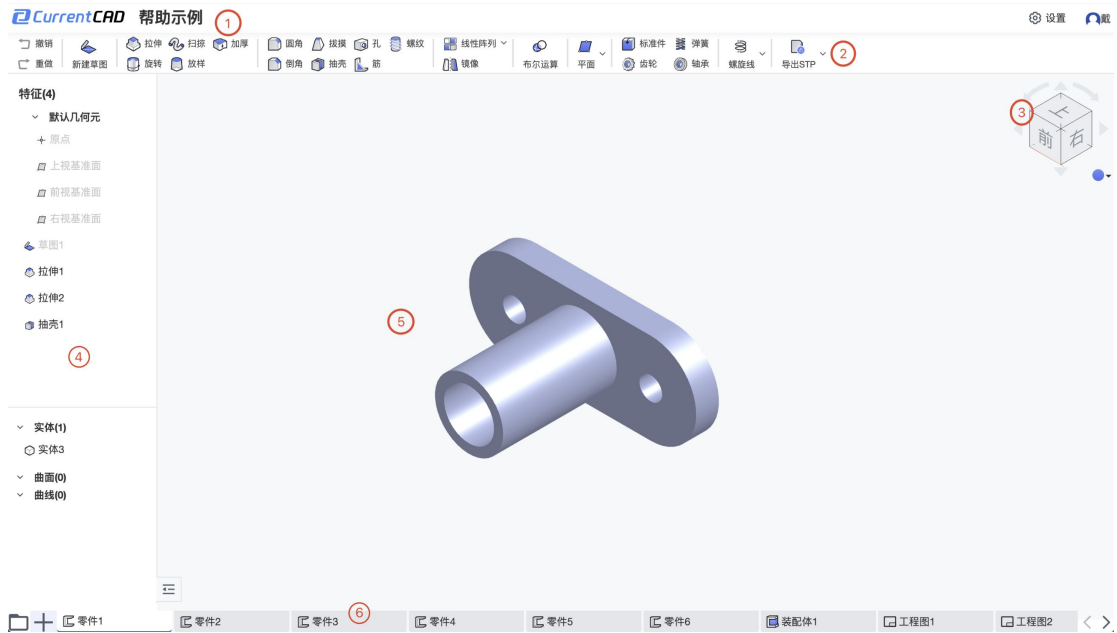 CurrentCAD 帮助示例 1 设置 戴
撤销 拉伸 扫掠 加厚 圆角 拔摸 孔 螺纹 线性阵列 标准件 弹簧
重做 新建草图 旋转 放样 倒角 抽壳 筋 镜像 布尔运算 平面 齿轮 轴承 螺旋线 导出STP 2
特征(4)
默认几何元
原点
上视基准面
前视基准面
右视基准面
草图1
拉伸1
拉伸2
抽壳1
4
实体(1)
实体3
曲面(0)
曲线(0)
3
上
前 右
5
6
零件1 零件2 零件3 零件4 零件5 零件6 装配体1 工程图1 工程图2